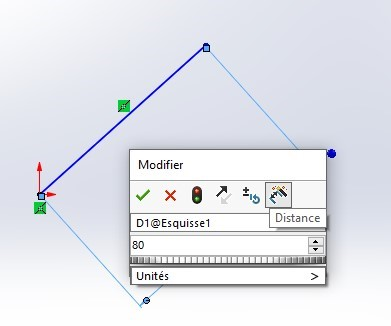 Modifier
Distance
D1@Esquisse1
80
Unités >